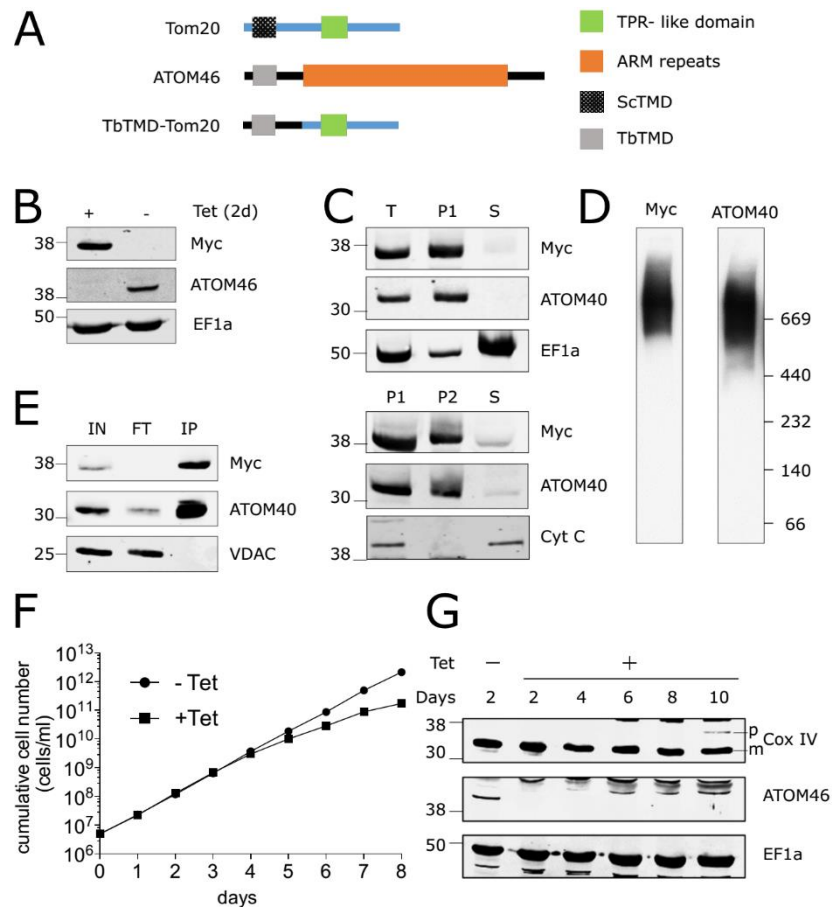 A
Tom20
ATOM46
TbTMD-Tom20
TPR- like domain
ARM repeats
ScTMD
TbTMD
B
+ - Tet (2d)
38 Myc
38 ATOM46
50 EF1a
C
T P1 S
38 Myc
30 ATOM40
50 EF1a
P1 P2 S
38 Myc
30 ATOM40
38 Cyt C
D
Myc ATOM40
669
440
232
140
66
E
IN FT IP
38 Myc
30 ATOM40
25 VDAC
F
cumulative cell number
(cells/ml)
10^13
10^12
10^11
10^10
10^9
10^8
10^7
10^6
- Tet
+Tet
0 1 2 3 4 5 6 7 8
days
G
Tet − +
Days 2 2 4 6 8 10
38
30
p
m
Cox IV
38 ATOM46
50 EF1a